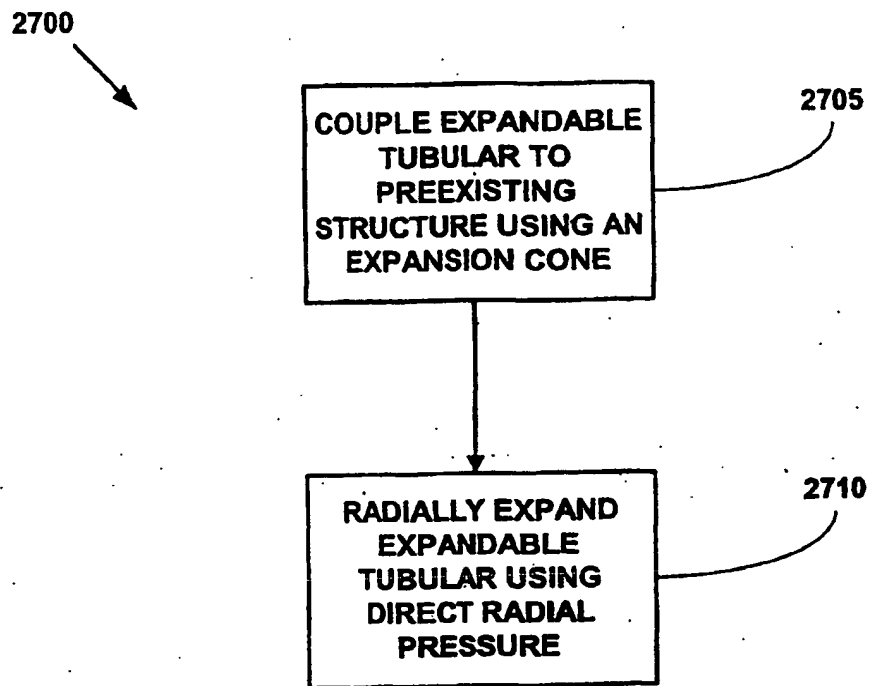 2700
COUPLE EXPANDABLE
TUBULAR TO
PREEXISTING
STRUCTURE USING AN
EXPANSION CONE
2705
RADIALLY EXPAND
EXPANDABLE
TUBULAR USING
DIRECT RADIAL
PRESSURE
2710